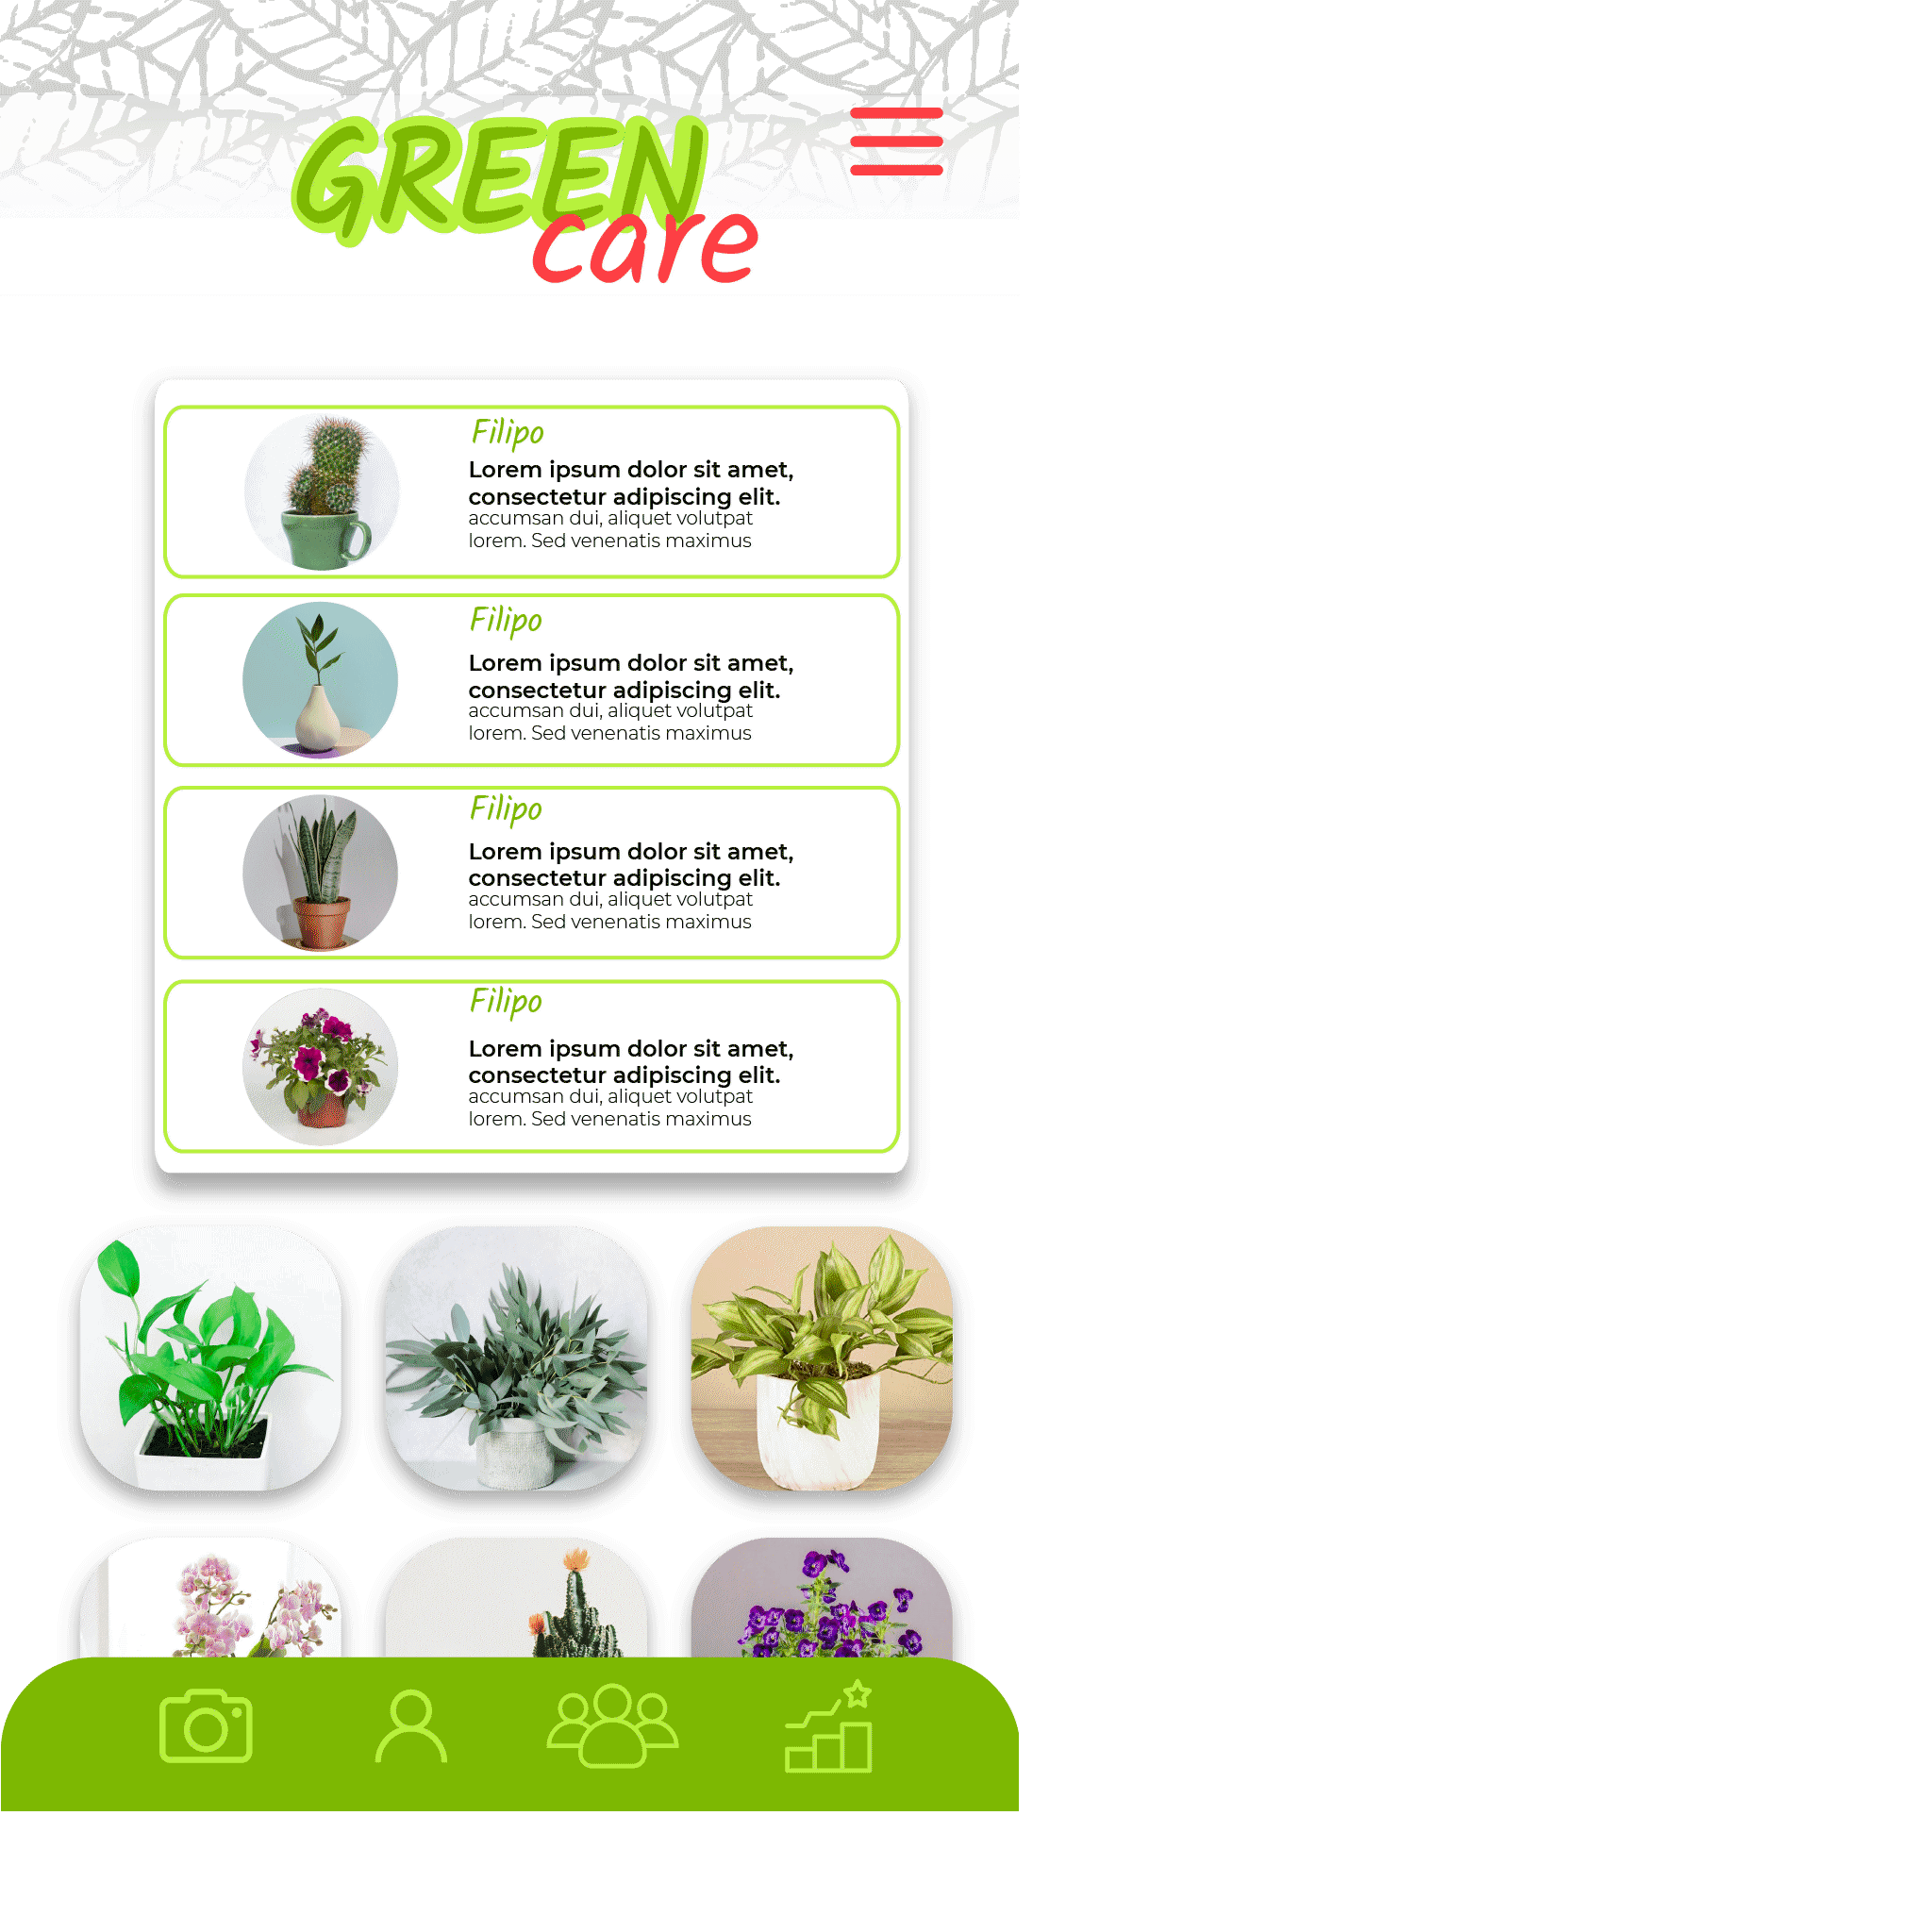 GREEN
care
Filipo
Lorem ipsum dolor sit amet,
consectetur adipiscing elit.
accumsan dui, aliquet volutpat
lorem. Sed venenatis maximus
Filipo
Lorem ipsum dolor sit amet,
consectetur adipiscing elit.
accumsan dui, aliquet volutpat
lorem. Sed venenatis maximus
Filipo
Lorem ipsum dolor sit amet,
consectetur adipiscing elit.
accumsan dui, aliquet volutpat
lorem. Sed venenatis maximus
Filipo
Lorem ipsum dolor sit amet,
consectetur adipiscing elit.
accumsan dui, aliquet volutpat
lorem. Sed venenatis maximus